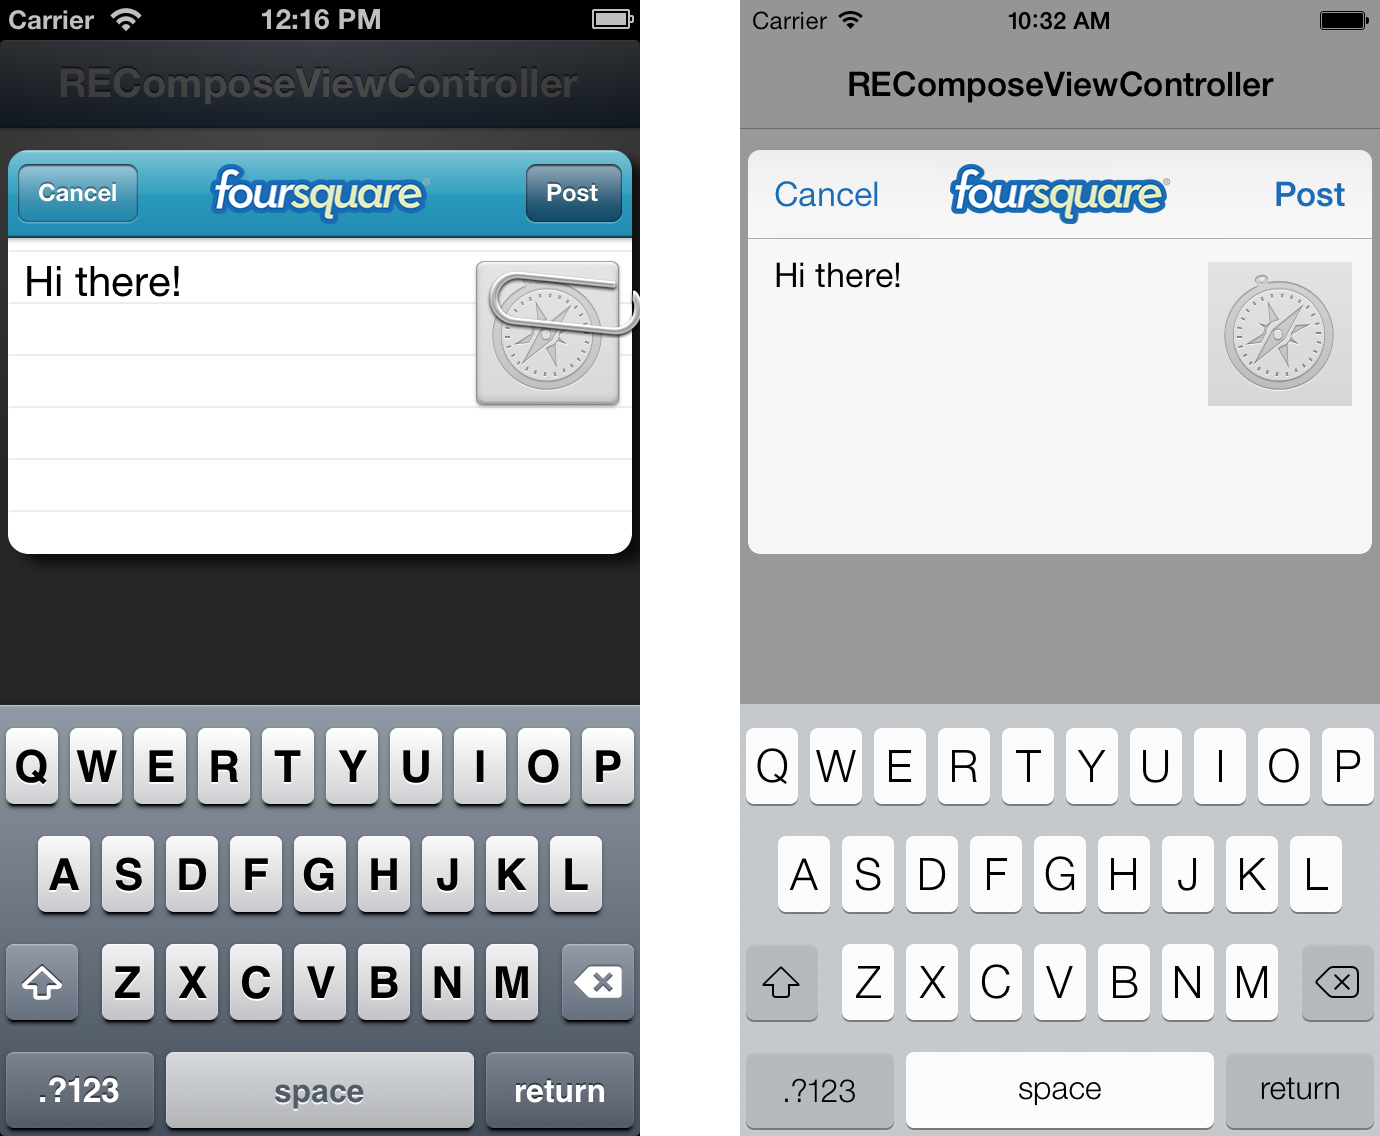 Carrier 12:16 PM
REComposeViewController
Cancel foursquare® Post
Hi there!
Q W E R T Y U I O P
A S D F G H J K L
Z X C V B N M
.?123 space return
Carrier 10:32 AM
REComposeViewController
Cancel foursquare® Post
Hi there!
Q W E R T Y U I O P
A S D F G H J K L
Z X C V B N M
.?123 space return